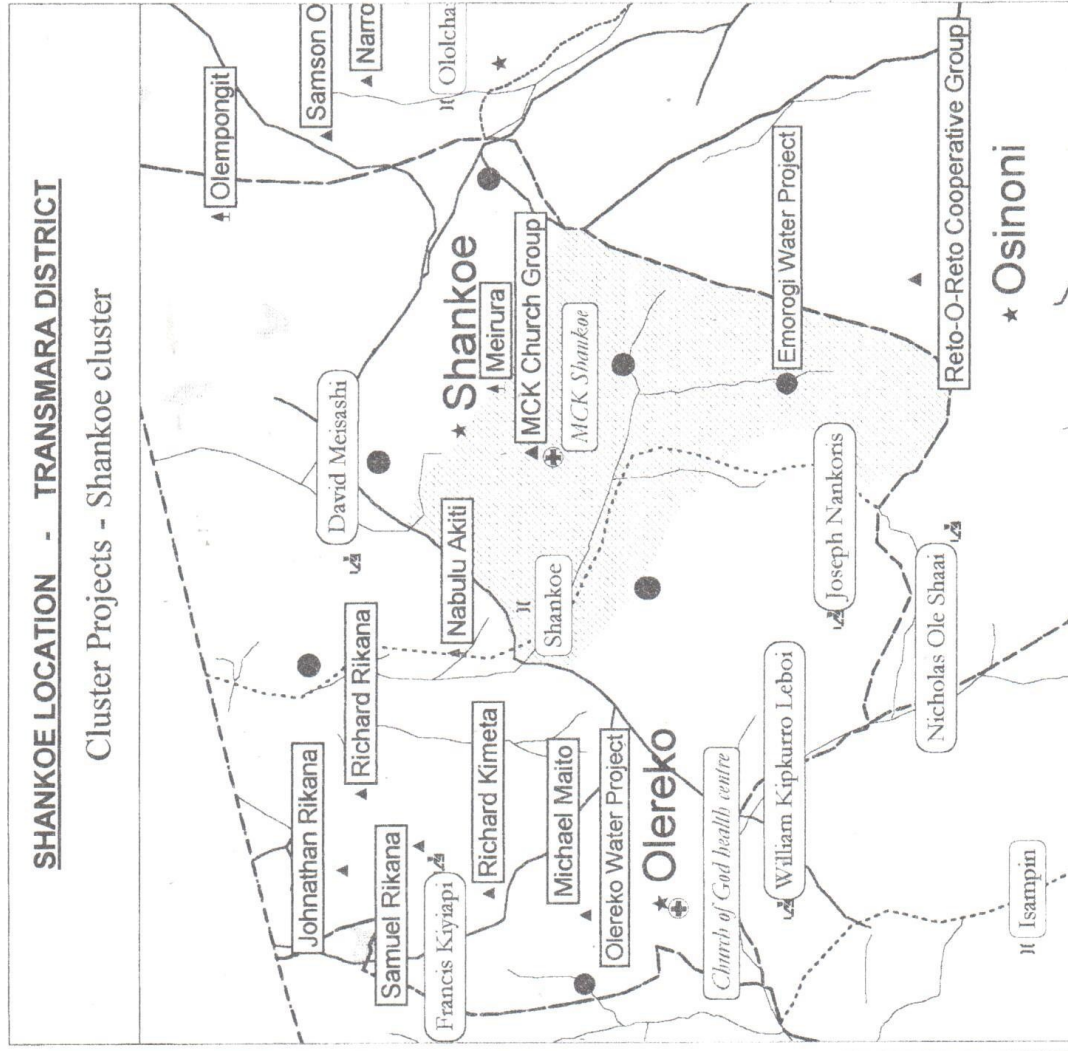 SHANKOE LOCATION - TRANSMARA DISTRICT
Cluster Projects - Shankoe cluster
Olempongit
Samson O
Narro
Ololcha
David Meisashi
Shankoe
Meirura
MCK Church Group
MCK Shankoe
Johnathan Rikana
Richard Rikana
Nabulu Akiti
Shankoe
Samuel Rikana
Francis Kiyiapi
Richard Kimeta
Michael Maito
Olereko Water Project
Olereko
Church of God health centre
William Kipkurro Leboi
Joseph Nankoris
Emorogi Water Project
Nicholas Ole Shaai
Reto-O-Reto Cooperative Group
Osinoni
Isampin